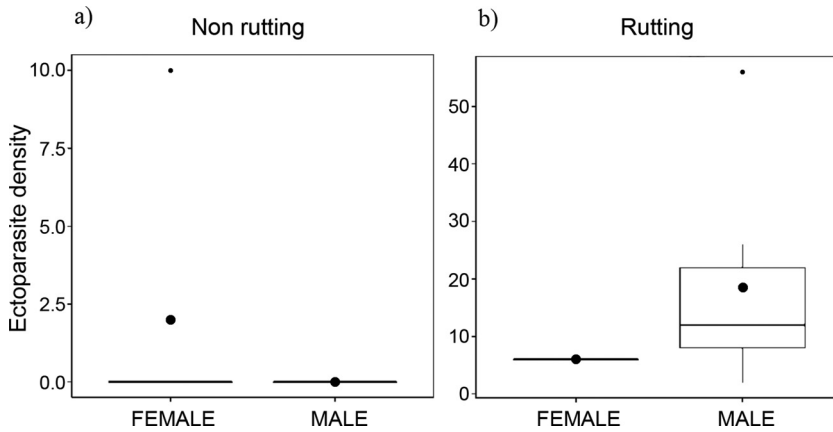 a)
Non rutting
Ectoparasite density
10.0
7.5
5.0
2.5
0.0
FEMALE MALE
b)
Rutting
50
40
30
20
10
0
FEMALE MALE